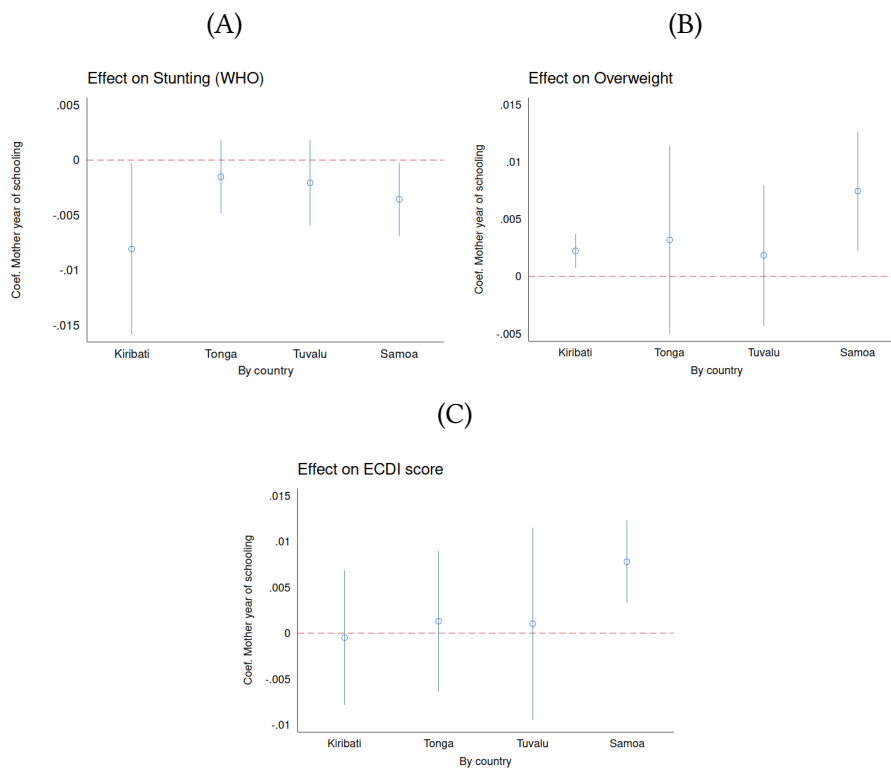 (A)
Effect on Stunting (WHO)
.005
0
-.005
-.01
-.015
Coef. Mother year of schooling
Kiribati Tonga Tuvalu Samoa
By country
(B)
Effect on Overweight
.015
.01
.005
0
-.005
Coef. Mother year of schooling
Kiribati Tonga Tuvalu Samoa
By country
(C)
Effect on ECDI score
.015
.01
.005
0
-.005
-.01
Coef. Mother year of schooling
Kiribati Tonga Tuvalu Samoa
By country